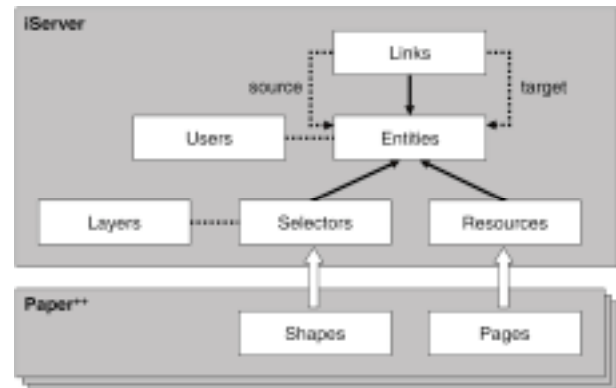 iServer
Links
source
target
Users
Entities
Layers
Selectors
Resources
Paper++
Shapes
Pages